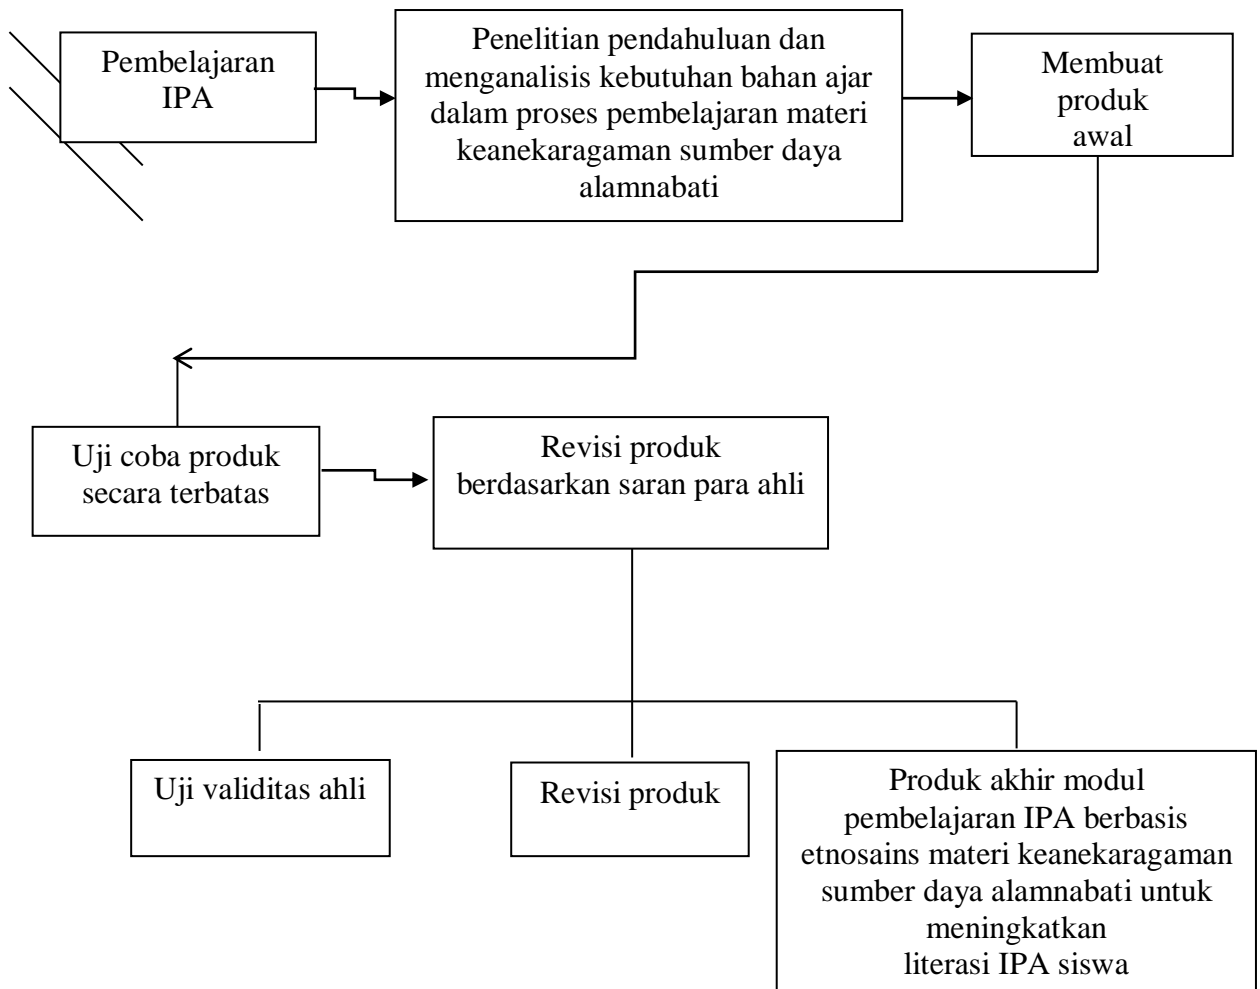 Pembelajaran
IPA
Penelitian pendahuluan dan
menganalisis kebutuhan bahan ajar
dalam proses pembelajaran materi
keanekaragaman sumber daya
alamnabati
Membuat
produk
awal
Uji coba produk
secara terbatas
Revisi produk
berdasarkan saran para ahli
Uji validitas ahli
Revisi produk
Produk akhir modul
pembelajaran IPA berbasis
etnosains materi keanekaragaman
sumber daya alamnabati untuk
meningkatkan
literasi IPA siswa